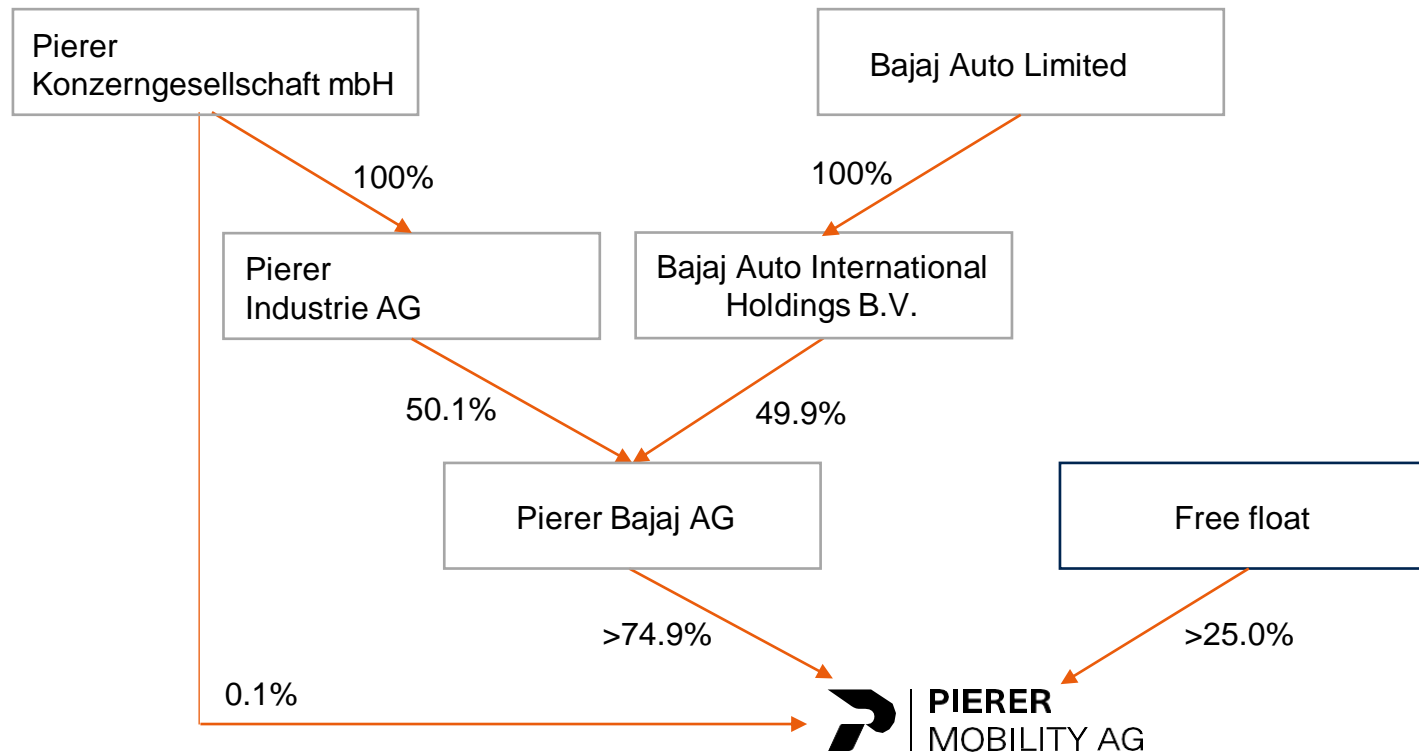 Pierer
Konzerngesellschaft mbH
Bajaj Auto Limited
100%
100%
Pierer
Industrie AG
Bajaj Auto International
Holdings B.V.
50.1%
49.9%
Pierer Bajaj AG
Free float
>74.9%
>25.0%
0.1%
PIERER
MOBILITY AG